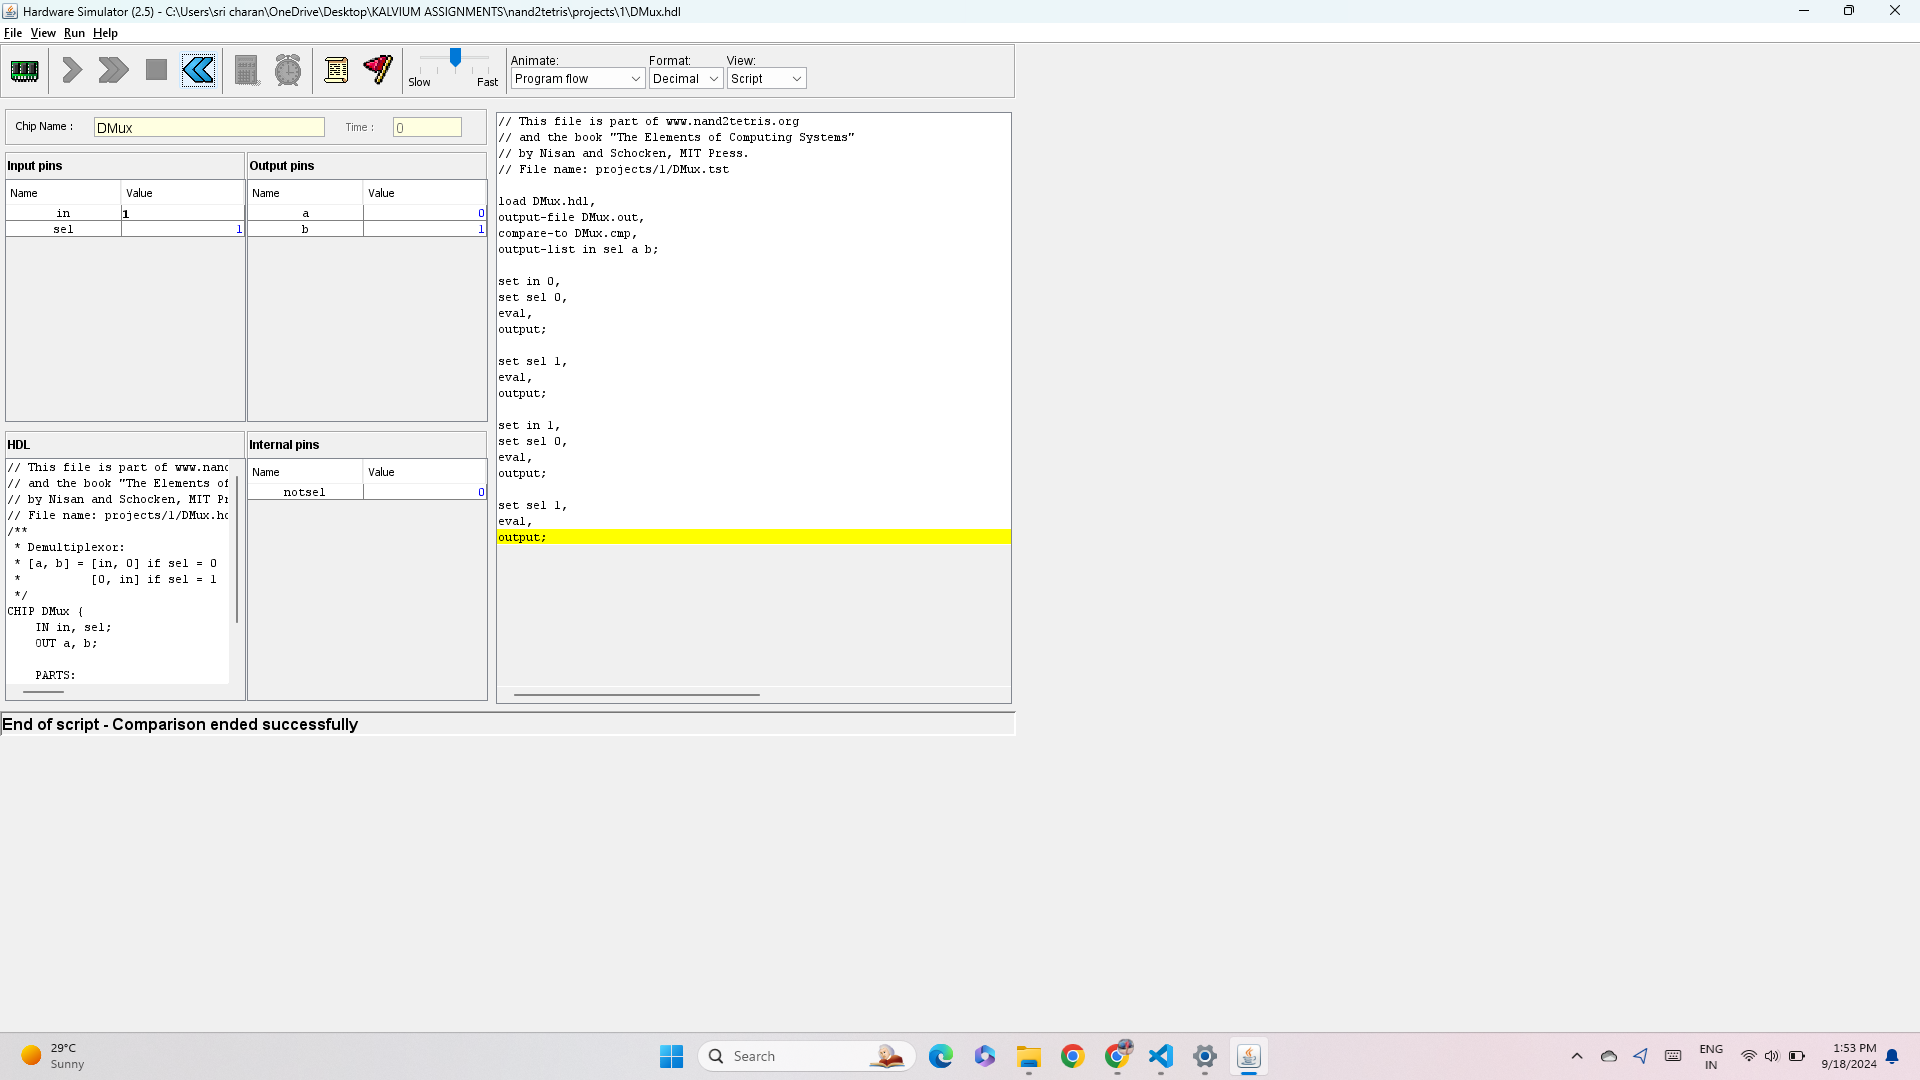 Hardware Simulator (2.5) - C:\Users\sri charan\OneDrive\Desktop\KALVIUM ASSIGNMENTS\nand2tetris\projects\1\DMux.hdl
File View Run Help
Slow Fast
Animate: Format: View:
Program flow Decimal Script
Chip Name : DMux Time : 0
Input pins Output pins
Name Value Name Value
in 1 a 0
sel 1 b 1
HDL Internal pins
Name Value
notsel 0
// This file is part of www.nand
// and the book "The Elements of
// by Nisan and Schocken, MIT Pr
// File name: projects/1/DMux.hd
/**
* Demultiplexor:
* [a, b] = [in, 0] if sel = 0
* [0, in] if sel = 1
*/
CHIP DMux {
IN in, sel;
OUT a, b;
PARTS:
// This file is part of www.nand2tetris.org
// and the book "The Elements of Computing Systems"
// by Nisan and Schocken, MIT Press.
// File name: projects/1/DMux.tst
load DMux.hdl,
output-file DMux.out,
compare-to DMux.cmp,
output-list in sel a b;
set in 0,
set sel 0,
eval,
output;
set sel 1,
eval,
output;
set in 1,
set sel 0,
eval,
output;
set sel 1,
eval,
output;
End of script - Comparison ended successfully
29°C
Sunny
Search
ENG
IN
1:53 PM
9/18/2024